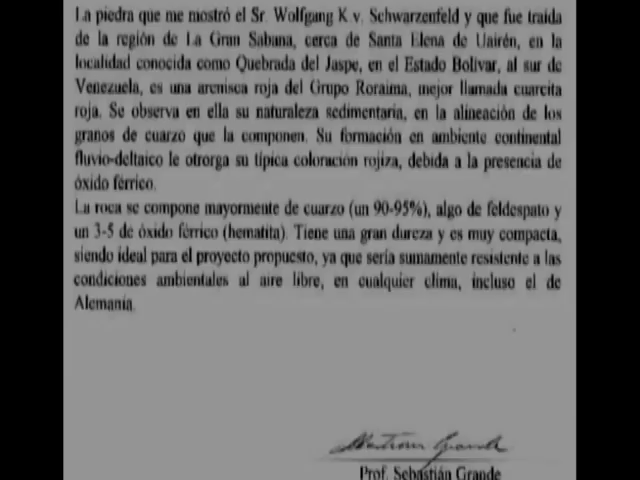 La piedra que me mostró el Sr. Wolfgang K v. Schwarzenfeld y que fue traida
de la región de La Gran Sabana, cerca de Santa Elena de Uairén, en la
localidad conocida como Quebrada del Jaspe, en el Estado Bolívar, al sur de
Venezuela, es una arenisca roja del Grupo Roraima, mejor llamada cuarcita
roja. Se observa en ella su naturaleza sedimentaria, en la alineación de los
granos de cuarzo que la componen. Su formación en ambiente continental
fluvio-deltaico le otrorga su típica coloración rojiza, debida a la presencia de
óxido férrico.
La roca se compone mayormente de cuarzo (un 90-95%), algo de feldespato y
un 3-5 de óxido férrico (hematita). Tiene una gran dureza y es muy compacta,
siendo ideal para el proyecto propuesto, ya que sería sumamente resistente a las
condiciones ambientales al aire libre, en cualquier clima, incluso el de
Alemania.
Sebastián Grande
Prof. Sebastián Grande